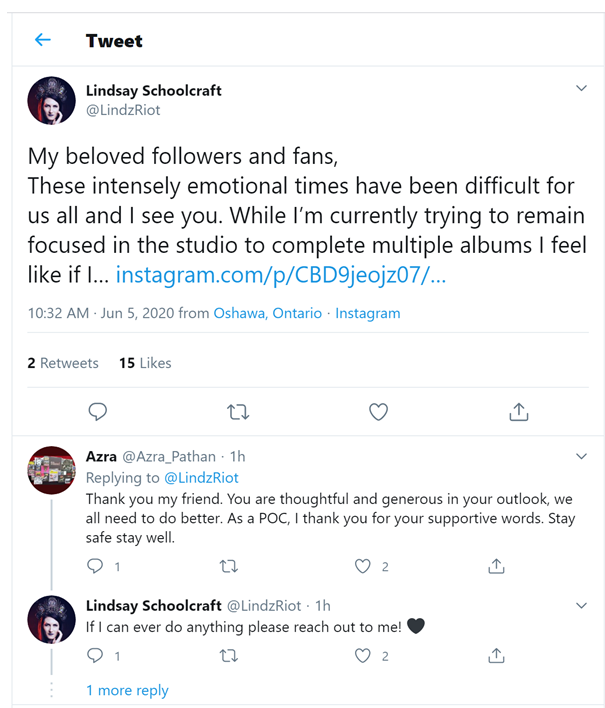 Tweet
Lindsay Schoolcraft
@LindzRiot
My beloved followers and fans,
These intensely emotional times have been difficult for
us all and I see you. While I’m currently trying to remain
focused in the studio to complete multiple albums I feel
like if I... instagram.com/p/CBD9jeojz07/...
10:32 AM · Jun 5, 2020 from Oshawa, Ontario · Instagram
2 Retweets 15 Likes
Azra @Azra_Pathan · 1h
Replying to @LindzRiot
Thank you my friend. You are thoughtful and generous in your outlook, we
all need to do better. As a POC, I thank you for your supportive words. Stay
safe stay well.
1 2
Lindsay Schoolcraft @LindzRiot · 1h
If I can ever do anything please reach out to me! 🖤
1 2
1 more reply